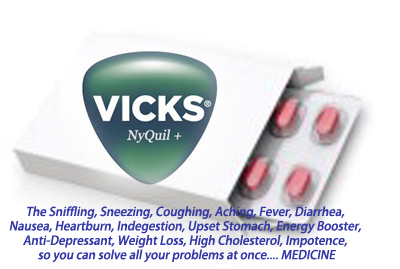 VICKS®
NyQuil +
The Sniffling, Sneezing, Coughing, Aching, Fever, Diarrhea,
Nausea, Heartburn, Indegestion, Upset Stomach, Energy Booster,
Anti-Depressant, Weight Loss, High Cholesterol, Impotence,
so you can solve all your problems at once.... MEDICINE